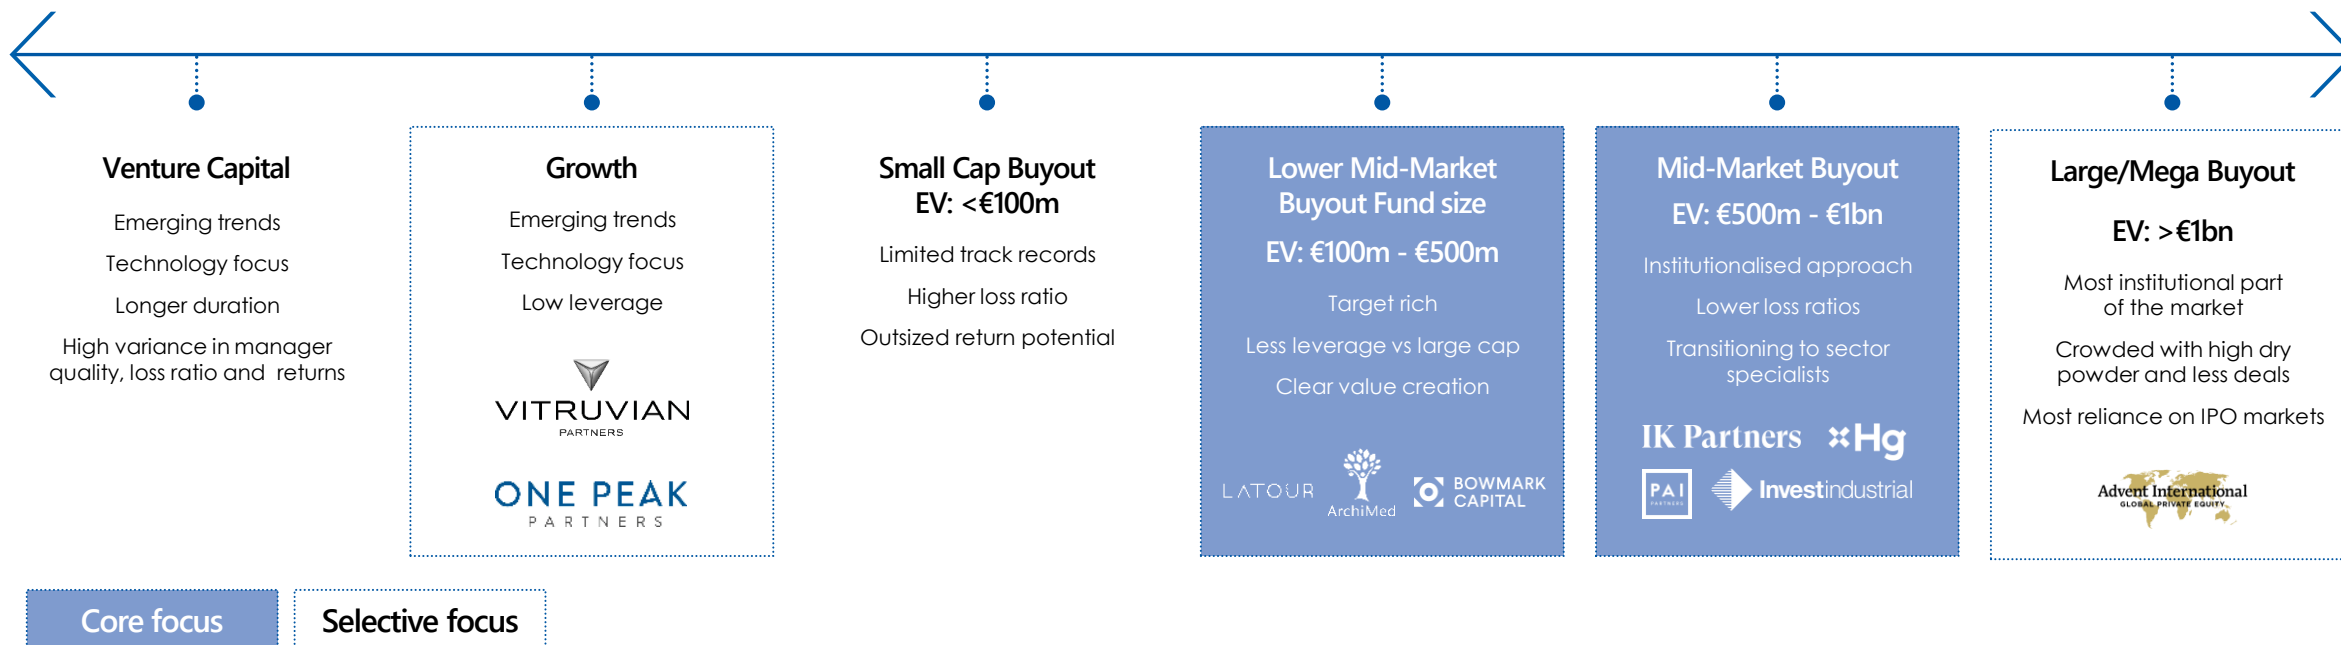 Venture Capital
Emerging trends
Technology focus
Longer duration
High variance in manager
quality, loss ratio and returns
Growth
Emerging trends
Technology focus
Low leverage
VITRUVIAN
PARTNERS
ONE PEAK
PARTNERS
Small Cap Buyout
EV: <€100m
Limited track records
Higher loss ratio
Outsized return potential
Lower Mid-Market
Buyout Fund size
EV: €100m - €500m
Target rich
Less leverage vs large cap
Clear value creation
LATOUR
ArchiMed
BOWMARK
CAPITAL
Mid-Market Buyout
EV: €500m - €1bn
Institutionalised approach
Lower loss ratios
Transitioning to sector
specialists
IK Partners
Hg
PAI
PARTNERS
Investindustrial
Large/Mega Buyout
EV: >€1bn
Most institutional part
of the market
Crowded with high dry
powder and less deals
Most reliance on IPO markets
Advent International
GLOBAL PRIVATE EQUITY
Core focus
Selective focus